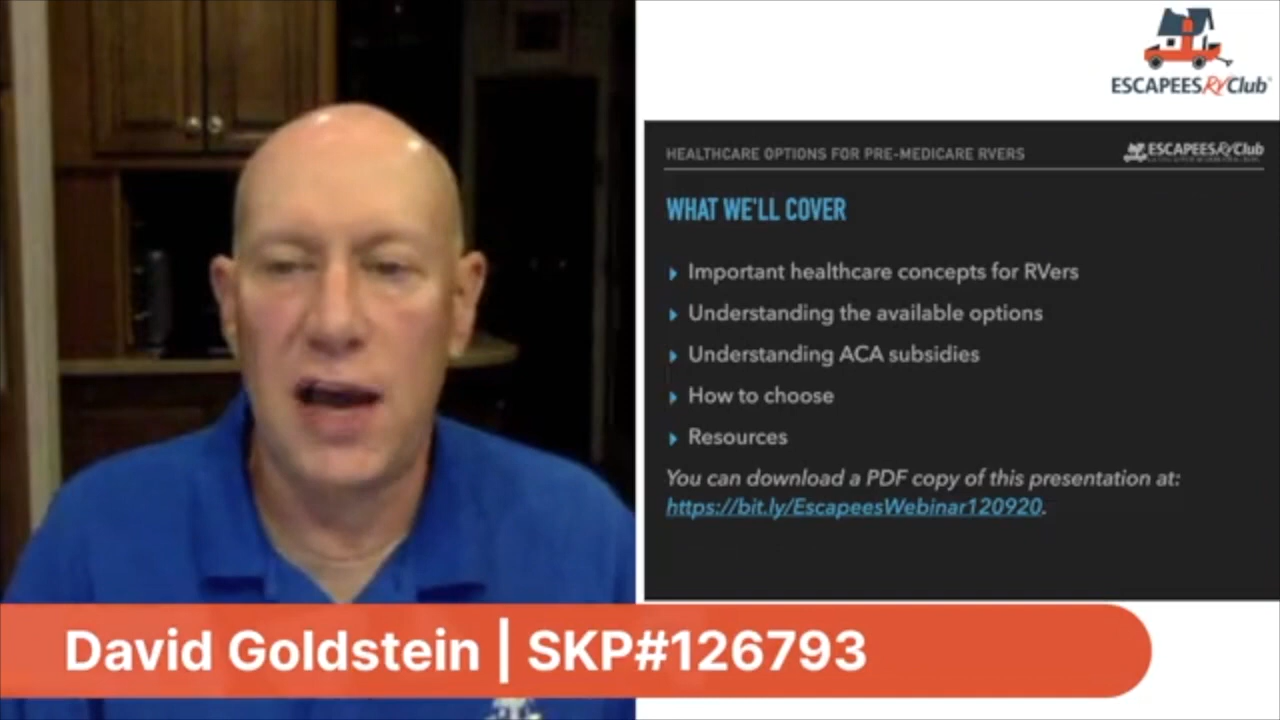 ESCAPEES RV Club
HEALTHCARE OPTIONS FOR PRE-MEDICARE RVERS
ESCAPEES RV Club
WHAT WE'LL COVER
Important healthcare concepts for RVers
Understanding the available options
Understanding ACA subsidies
How to choose
Resources
You can download a PDF copy of this presentation at:
https://bit.ly/EscapeesWebinar120920.
David Goldstein | SKP#126793